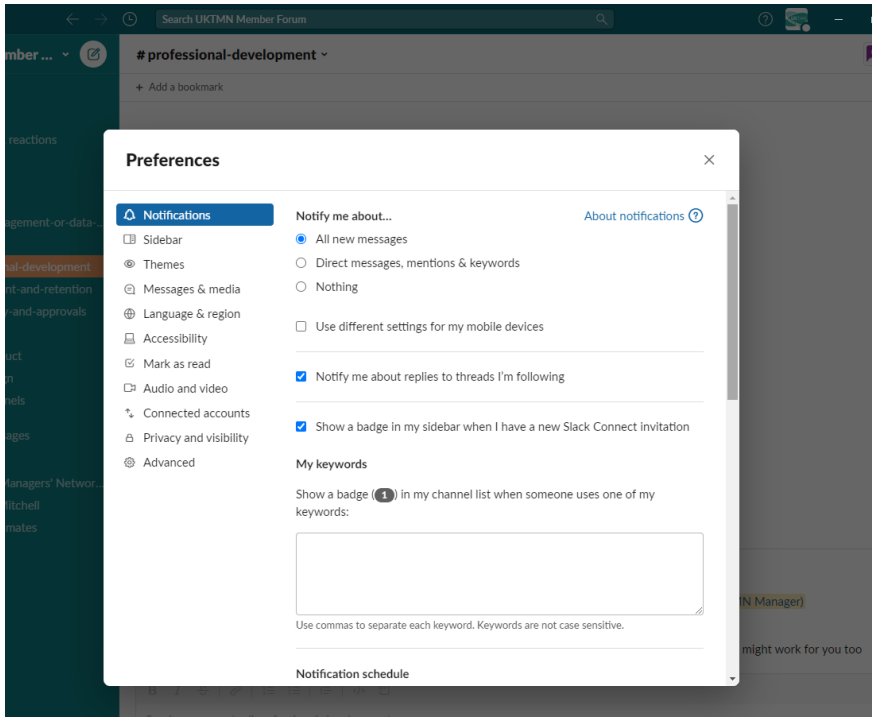 Search UKTMN Member Forum
mber ...
# professional-development
+ Add a bookmark
reactions
agement-or-data-...
nal-development
nt-and-retention
y-and-approvals
uct
gn
nels
ages
Managers' Networ...
Mitchell
mates
Preferences
Notifications
Sidebar
Themes
Messages & media
Language & region
Accessibility
Mark as read
Audio and video
Connected accounts
Privacy and visibility
Advanced
Notify me about...
About notifications
All new messages
Direct messages, mentions & keywords
Nothing
Use different settings for my mobile devices
Notify me about replies to threads I'm following
Show a badge in my sidebar when I have a new Slack Connect invitation
My keywords
Show a badge (1) in my channel list when someone uses one of my
keywords:
Use commas to separate each keyword. Keywords are not case sensitive.
Notification schedule
MN Manager)
might work for you too